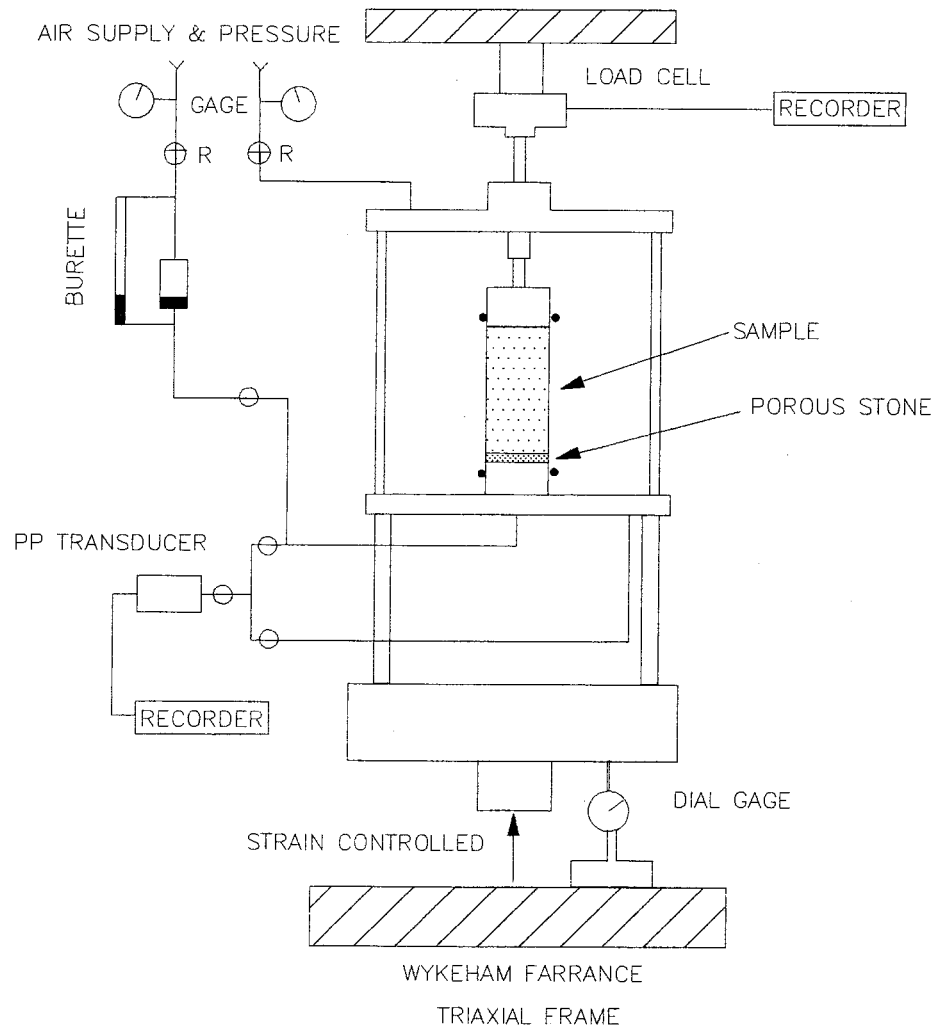 AIR SUPPLY & PRESSURE
LOAD CELL
GAGE
RECORDER
R
R
BURETTE
SAMPLE
POROUS STONE
PP TRANSDUCER
RECORDER
DIAL GAGE
STRAIN CONTROLLED
WYKEHAM FARRANCE
TRIAXIAL FRAME